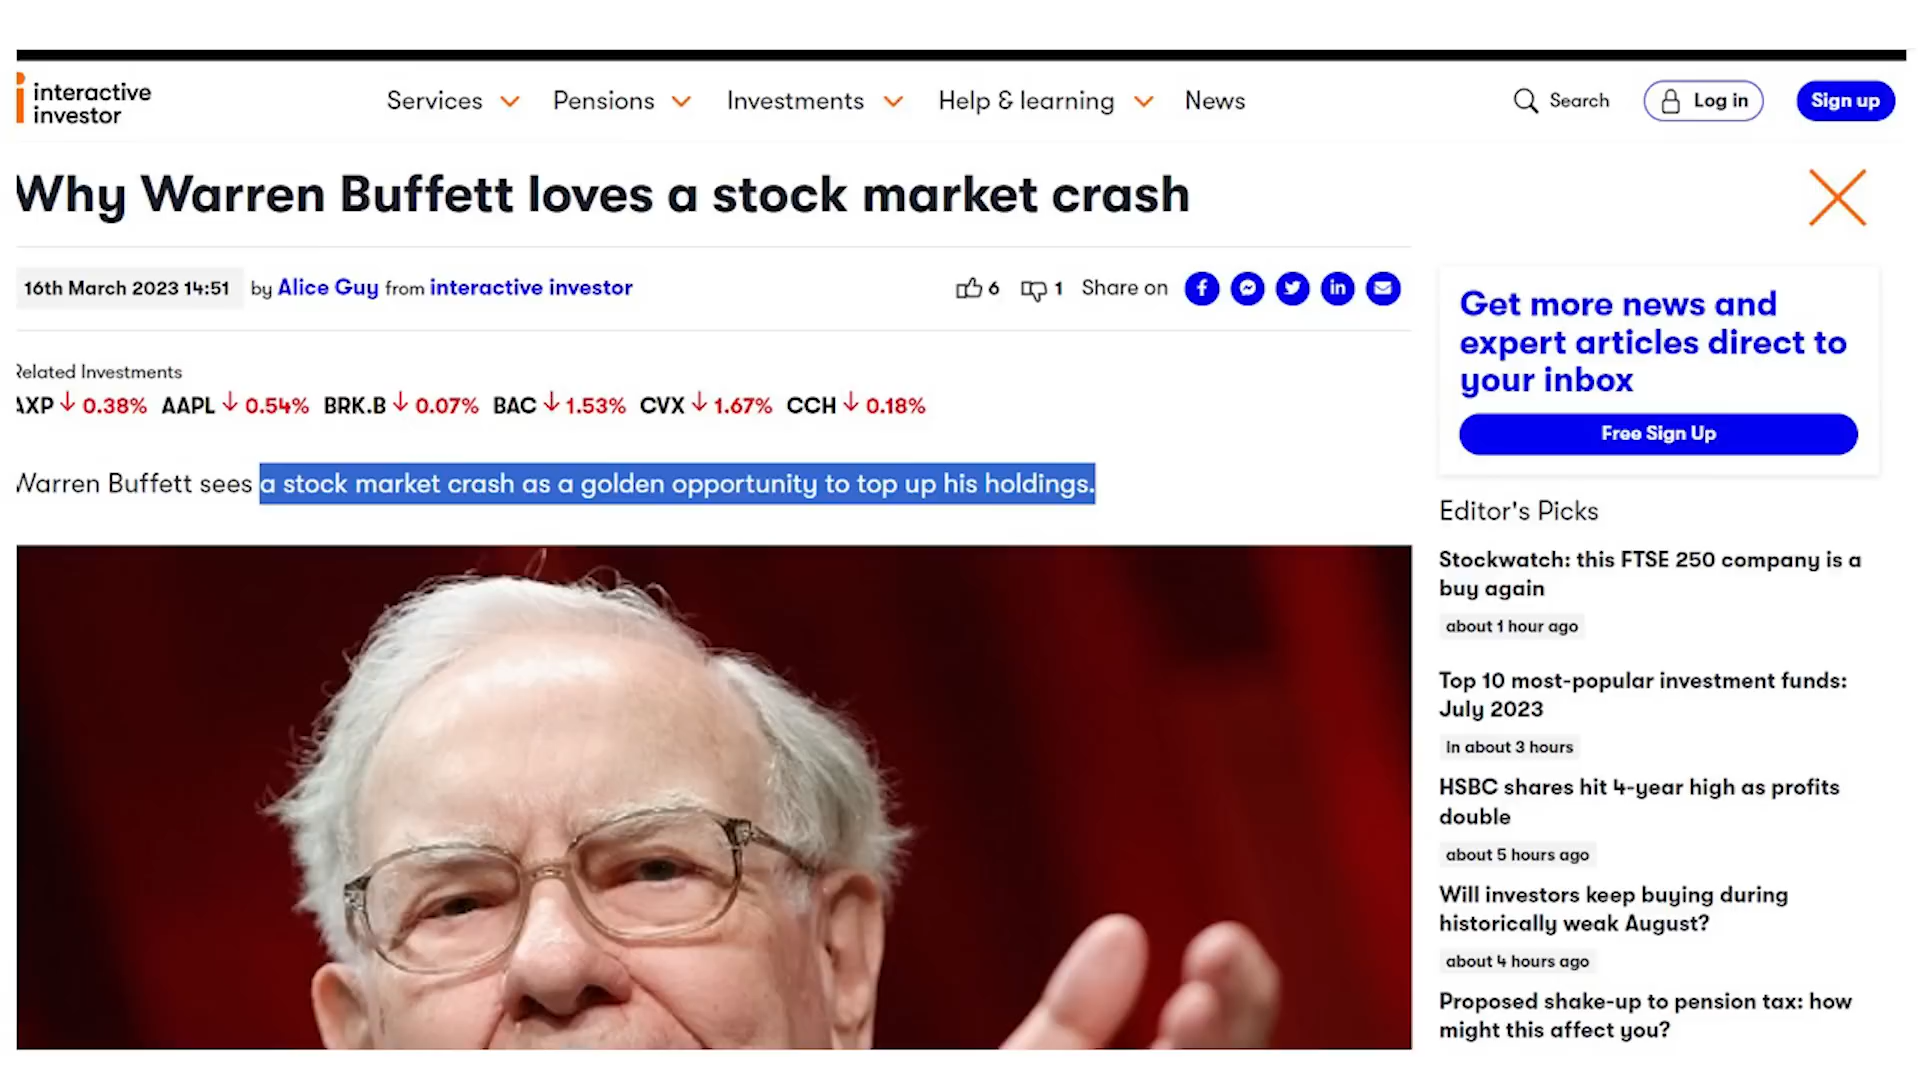 interactive
investor
Services
Pensions
Investments
Help & learning
News
Search
Log in
Sign up
Why Warren Buffett loves a stock market crash
16th March 2023 14:51 by Alice Guy from interactive investor
6 1 Share on
Related Investments
AXP ↓ 0.38% AAPL ↓ 0.54% BRK.B ↓ 0.07% BAC ↓ 1.53% CVX ↓ 1.67% CCH ↓ 0.18%
Warren Buffett sees a stock market crash as a golden opportunity to top up his holdings.
Get more news and
expert articles direct to
your inbox
Free Sign Up
Editor's Picks
Stockwatch: this FTSE 250 company is a
buy again
about 1 hour ago
Top 10 most-popular investment funds:
July 2023
In about 3 hours
HSBC shares hit 4-year high as profits
double
about 5 hours ago
Will investors keep buying during
historically weak August?
about 4 hours ago
Proposed shake-up to pension tax: how
might this affect you?